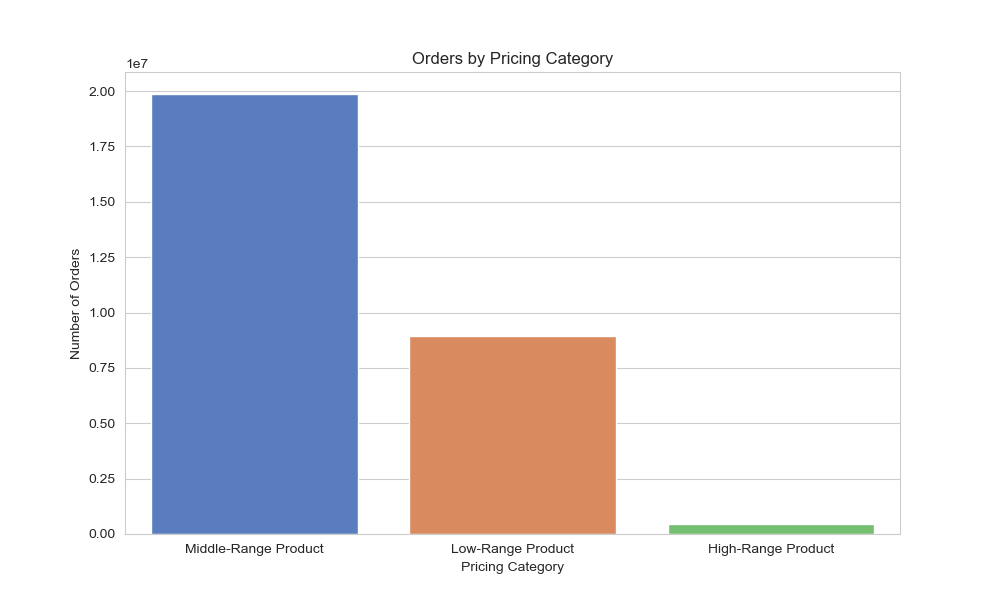 Orders by Pricing Category
1e7
2.00
1.75
1.50
1.25
1.00
0.75
0.50
0.25
0.00
Number of Orders
Middle-Range Product
Low-Range Product
High-Range Product
Pricing Category